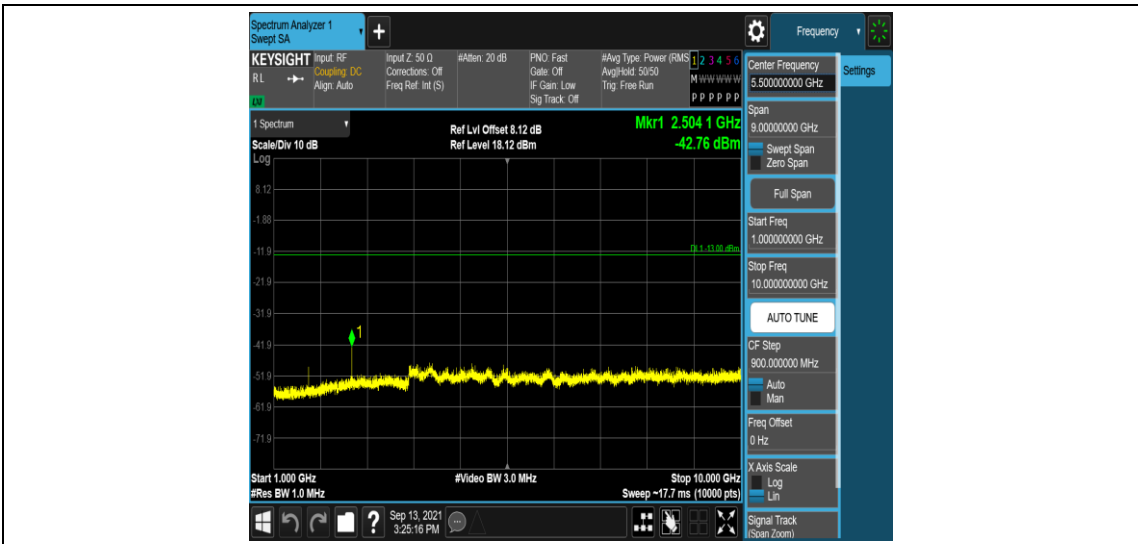 Spectrum Analyzer 1
Swept SA
Frequency
KEYSIGHT
RL
LXI
Input: RF
Coupling: DC
Align: Auto
Input Z: 50 Ω
Corrections: Off
Freq Ref: Int (S)
#Atten: 20 dB
PNO: Fast
Gate: Off
IF Gain: Low
Sig Track: Off
#Avg Type: Power (RMS
Avg|Hold: 50/50
Trig: Free Run
1 2 3 4 5 6
M W W W W W
P P P P P P
1 Spectrum
Scale/Div 10 dB
Log
Ref Lvl Offset 8.12 dB
Ref Level 18.12 dBm
Mkr1 2.504 1 GHz
-42.76 dBm
8.12
-1.88
-11.9
DL1 -13.00 dBm
-21.9
-31.9
1
-41.9
-51.9
-61.9
-71.9
Start 1.000 GHz
#Video BW 3.0 MHz
Stop 10.000 GHz
#Res BW 1.0 MHz
Sweep ~17.7 ms (10000 pts)
?
Sep 13, 2021
3:25:16 PM
Center Frequency
5.500000000 GHz
Settings
Span
9.00000000 GHz
Swept Span
Zero Span
Full Span
Start Freq
1.000000000 GHz
Stop Freq
10.000000000 GHz
AUTO TUNE
CF Step
900.000000 MHz
Auto
Man
Freq Offset
0 Hz
X Axis Scale
Log
Lin
Signal Track
(Span Zoom)